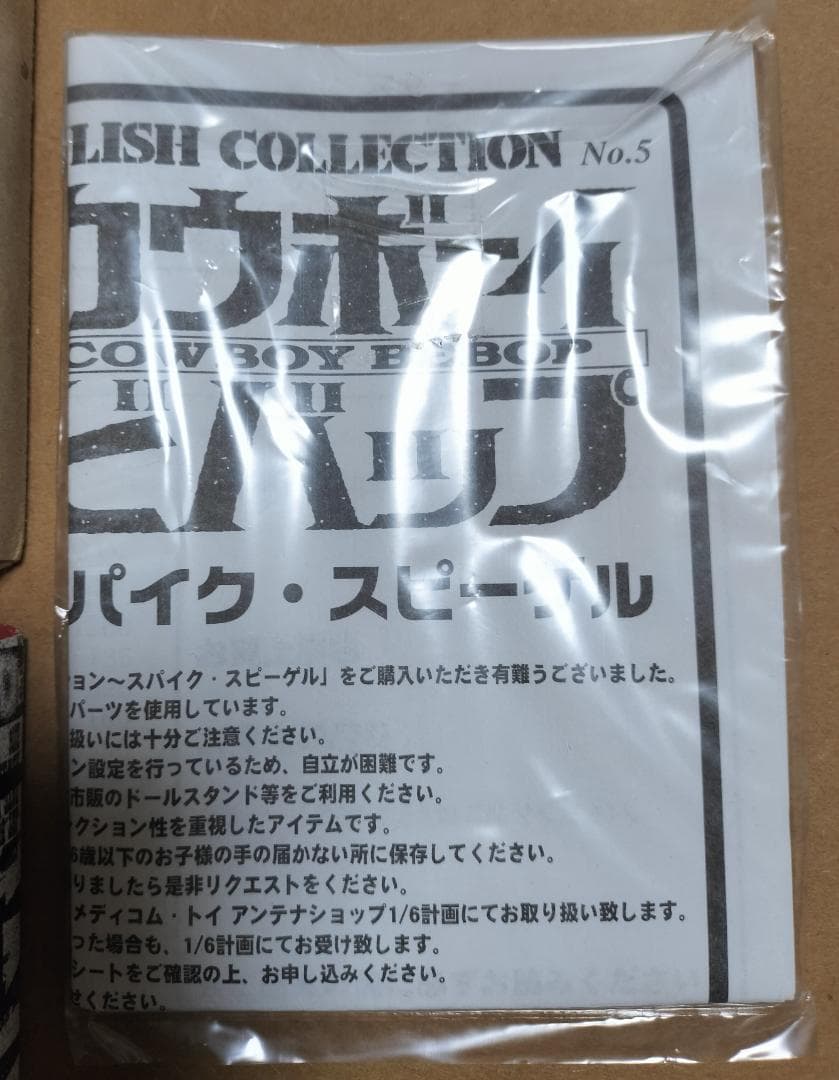 LISH COLLECTION No.5
カウボーイ
COWBOY BEBOP
ビバップ
パイク・スピーゲル
ョン～スパイク・スピーゲル」をご購入いただき有難うございました。
パーツを使用しています。
扱いには十分ご注意ください。
ン設定を行っているため、自立が困難です。
市販のドールスタンド等をご利用ください。
クション性を重視したアイテムです。
6歳以下のお子様の手の届かない所に保存してください。
りましたら是非リクエストをください。
メディコム・トイ アンテナショップ1/6計画にてお取り扱い致します。
った場合も、1/6計画にてお受け致します。
シートをご確認の上、お申し込みください。
せください。